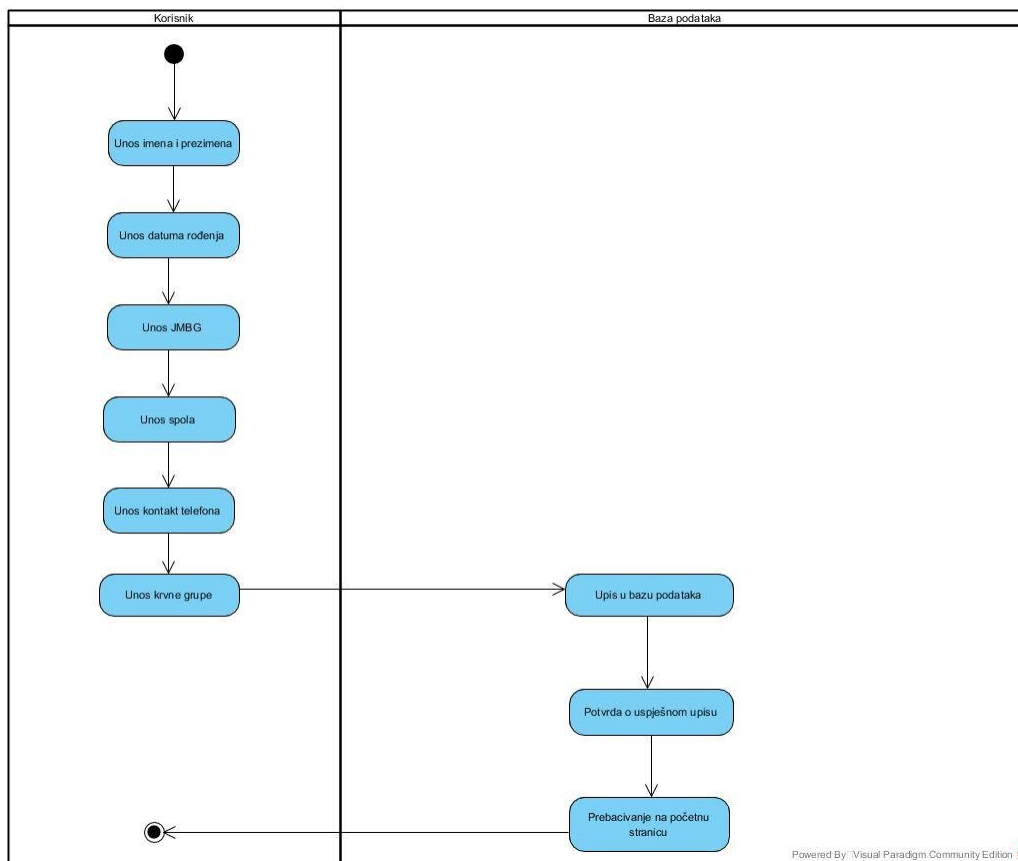 Korisnik
Baza podataka
Unos imena i prezimena
Unos datuma rođenja
Unos JMBG
Unos spola
Unos kontakt telefona
Unos krvne grupe
Upis u bazu podataka
Potvrda o uspješnom upisu
Prebacivanje na početnu
stranicu
Powered By: Visual Paradigm Community Edition